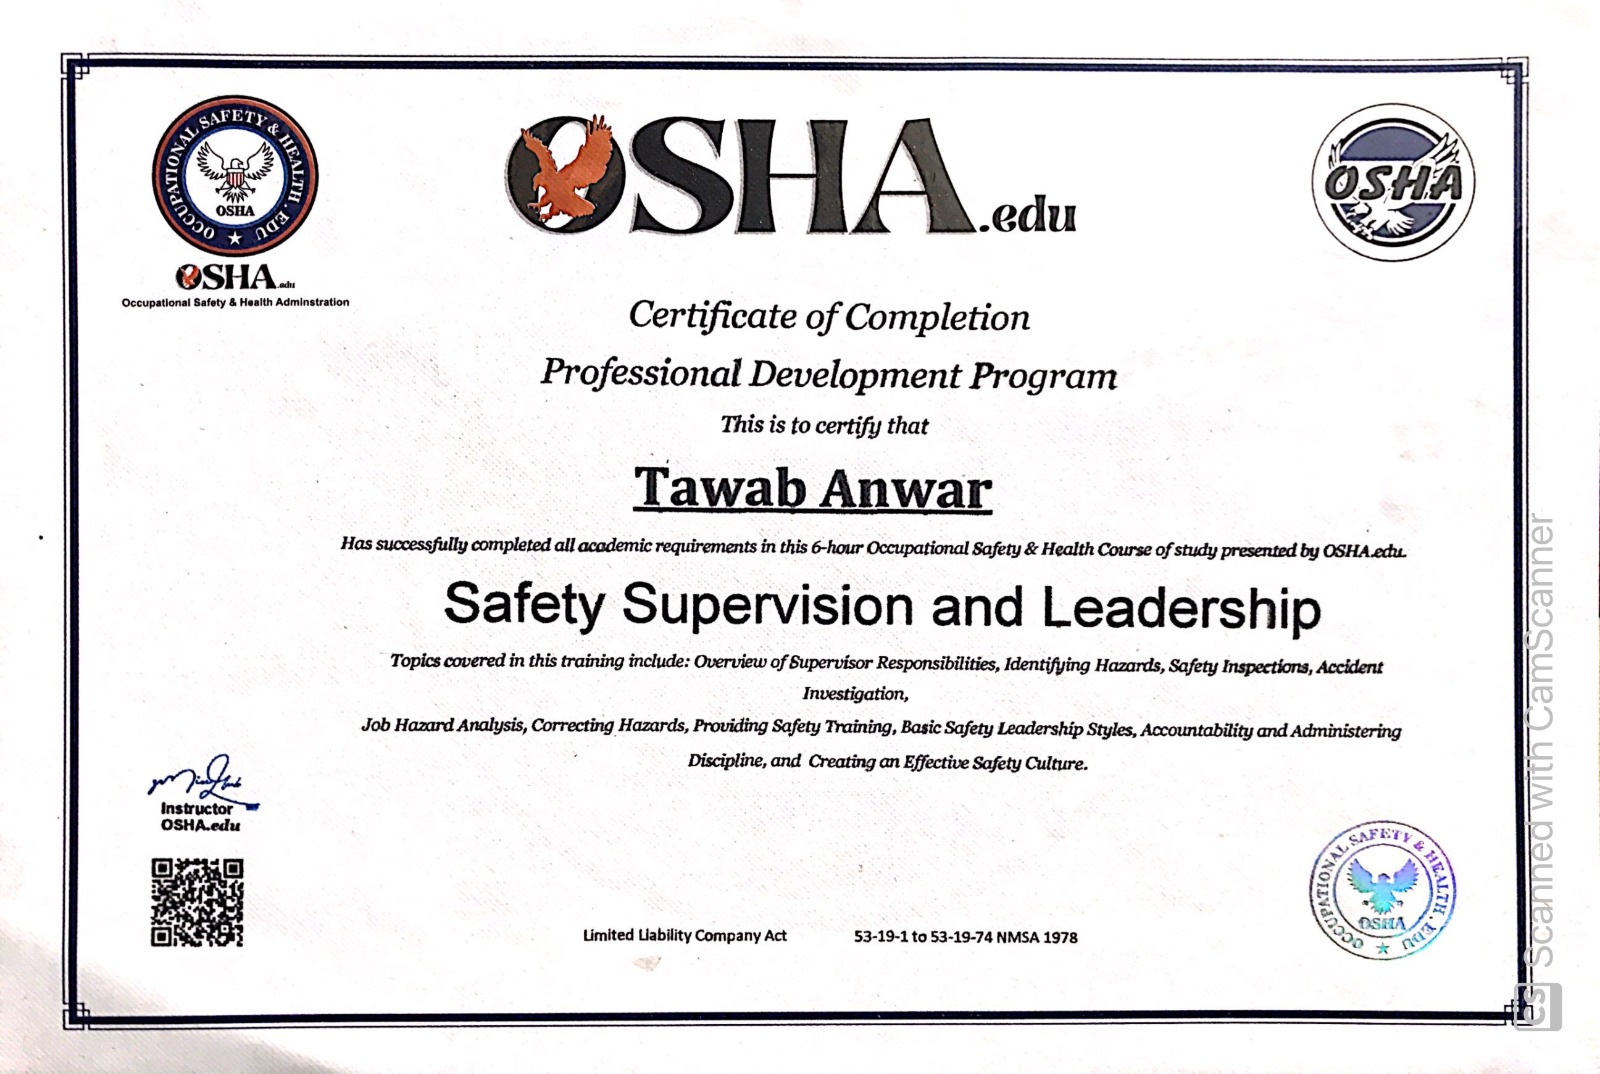 OCCUPATIONAL SAFETY & HEALTH. EDU
OSHA
OSHA.edu
Occupational Safety & Health Adminstration
OSHA.edu
OSHA
Certificate of Completion
Professional Development Program
This is to certify that
Tawab Anwar
Has successfully completed all academic requirements in this 6-hour Occupational Safety & Health Course of study presented by OSHA.edu.
Safety Supervision and Leadership
Topics covered in this training include: Overview of Supervisor Responsibilities, Identifying Hazards, Safety Inspections, Accident
Investigation,
Job Hazard Analysis, Correcting Hazards, Providing Safety Training, Basic Safety Leadership Styles, Accountability and Administering
Discipline, and Creating an Effective Safety Culture.
Instructor
OSHA.edu
Limited Liability Company Act 53-19-1 to 53-19-74 NMSA 1978
OCCUPATIONAL SAFETY & HEALTH. EDU
OSHA
CS Scanned with CamScanner